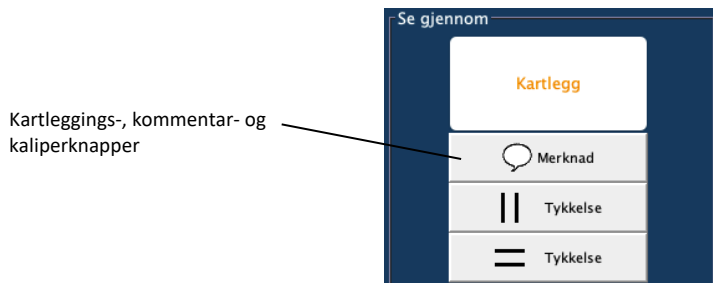 Se gjennom
Kartlegg
Kartleggings-, kommentar- og
kaliperknapper
Merknad
Tykkelse
Tykkelse